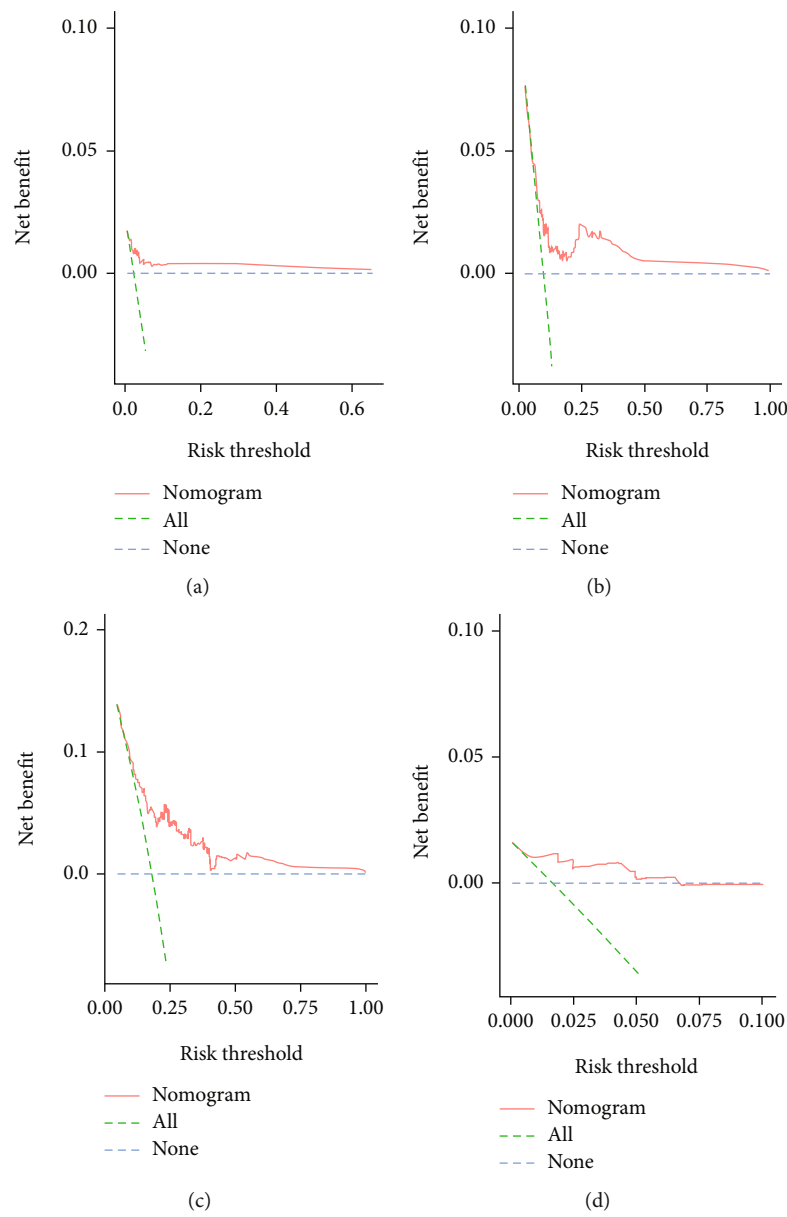 0.10
0.05
0.00
Net benefit
0.0 0.2 0.4 0.6
Risk threshold
Nomogram
All
None
(a)
0.10
0.05
0.00
Net benefit
0.00 0.25 0.50 0.75 1.00
Risk threshold
Nomogram
All
None
(b)
0.2
0.1
0.0
Net benefit
0.00 0.25 0.50 0.75 1.00
Risk threshold
Nomogram
All
None
(c)
0.10
0.05
0.00
Net benefit
0.000 0.025 0.050 0.075 0.100
Risk threshold
Nomogram
All
None
(d)